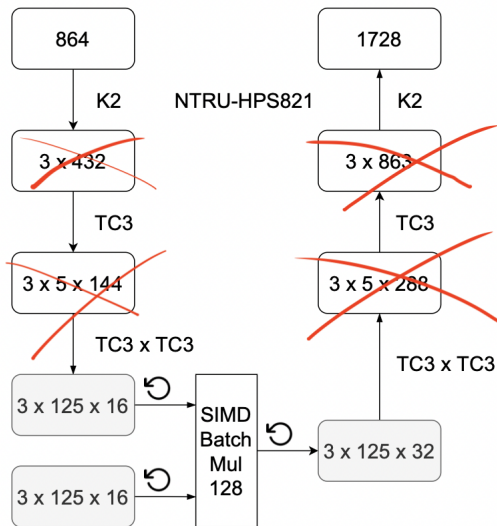 864
1728
K2
NTRU-HPS821
K2
3 x 432
3 x 863
TC3
TC3
3 x 5 x 144
3 x 5 x 288
TC3 x TC3
TC3 x TC3
3 x 125 x 16
SIMD
Batch
Mul
128
3 x 125 x 32
3 x 125 x 16